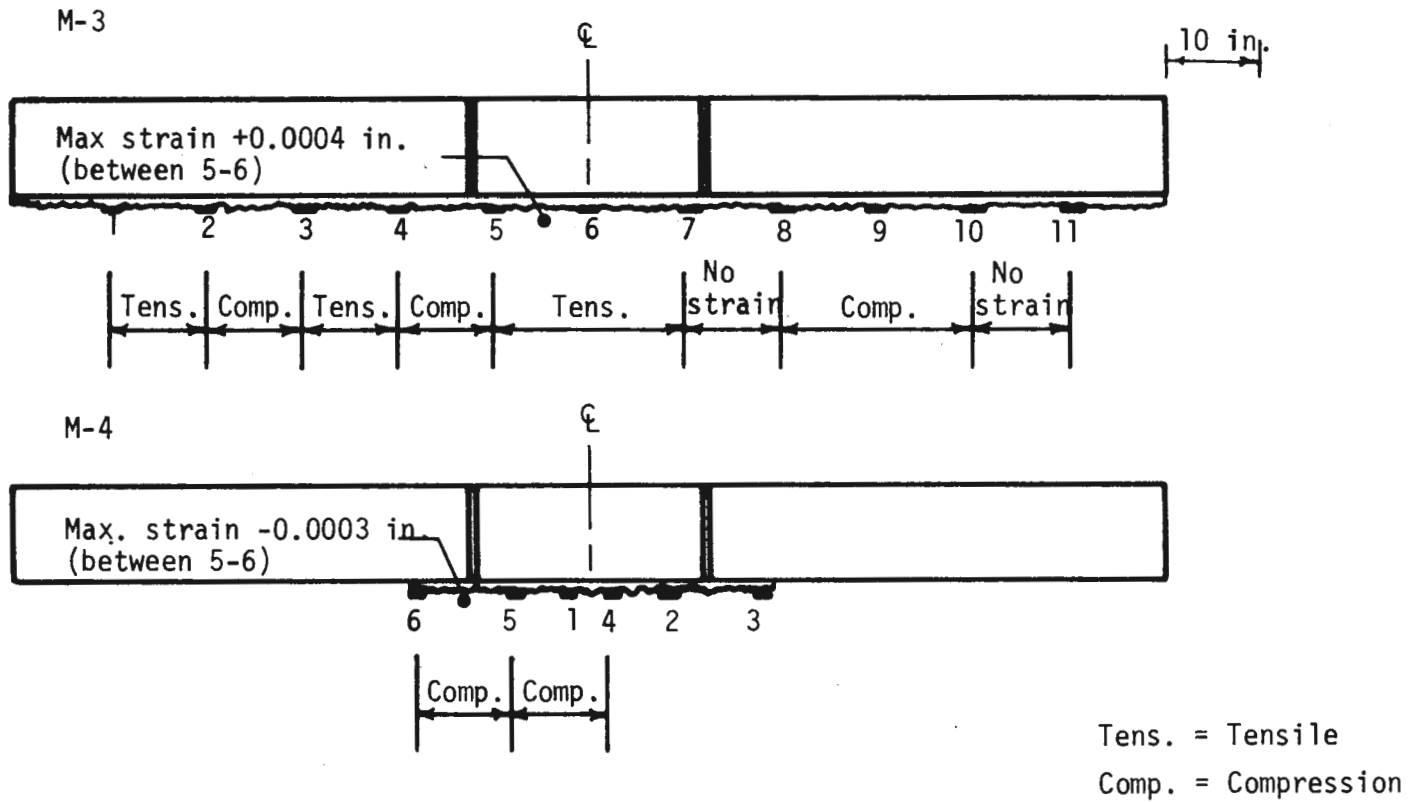 M-3
℄
10 in.
Max strain +0.0004 in.
(between 5-6)
1 2 3 4 5 6 7 8 9 10 11
Tens. Comp. Tens. Comp. Tens. No strain Comp. No strain
M-4
℄
Max. strain -0.0003 in.
(between 5-6)
6 5 1 4 2 3
Comp. Comp.
Tens. = Tensile
Comp. = Compression